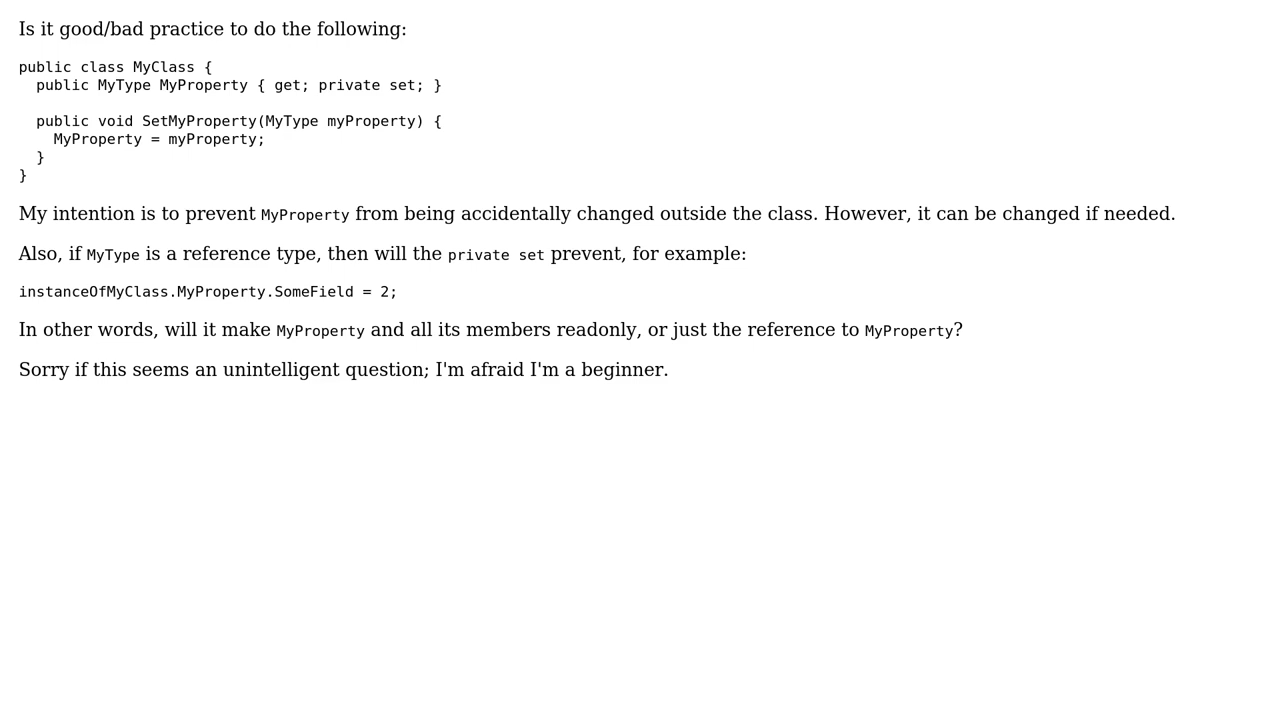 Is it good/bad practice to do the following:
public class MyClass {
  public MyType MyProperty { get; private set; }
  public void SetMyProperty(MyType myProperty) {
    MyProperty = myProperty;
  }
}
My intention is to prevent MyProperty from being accidentally changed outside the class. However, it can be changed if needed.
Also, if MyType is a reference type, then will the private set prevent, for example:
instanceOfMyClass.MyProperty.SomeField = 2;
In other words, will it make MyProperty and all its members readonly, or just the reference to MyProperty?
Sorry if this seems an unintelligent question; I'm afraid I'm a beginner.